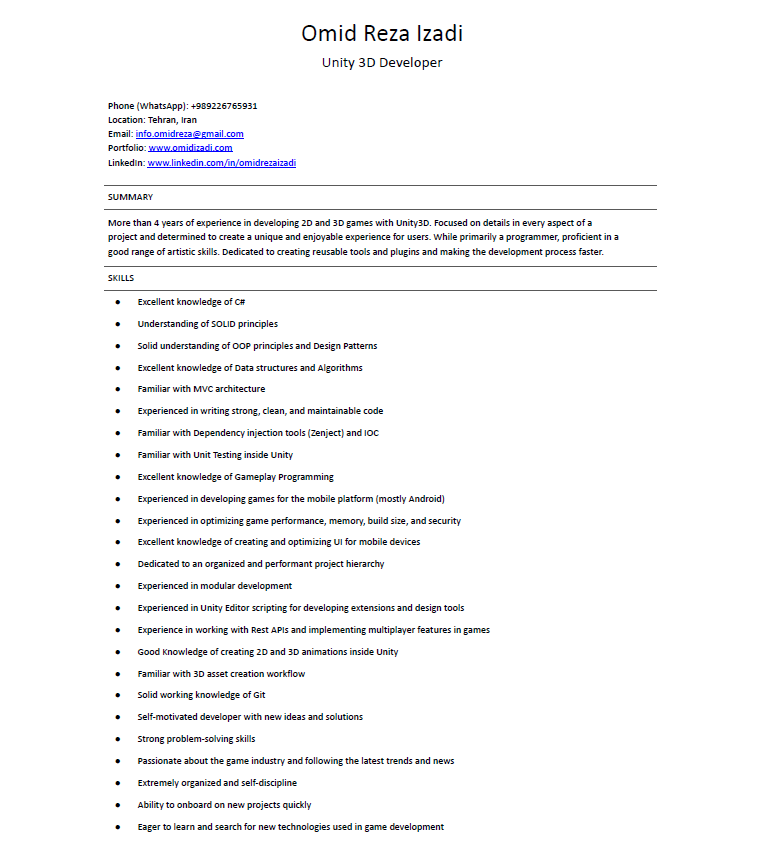 Omid Reza Izadi
Unity 3D Developer
Phone (WhatsApp): +989226765931
Location: Tehran, Iran
Email: info.omidreza@gmail.com
Portfolio: www.omidizadi.com
LinkedIn: www.linkedin.com/in/omidrezaizadi
SUMMARY
More than 4 years of experience in developing 2D and 3D games with Unity3D. Focused on details in every aspect of a
project and determined to create a unique and enjoyable experience for users. While primarily a programmer, proficient in a
good range of artistic skills. Dedicated to creating reusable tools and plugins and making the development process faster.
SKILLS
● Excellent knowledge of C#
● Understanding of SOLID principles
● Solid understanding of OOP principles and Design Patterns
● Excellent knowledge of Data structures and Algorithms
● Familiar with MVC architecture
● Experienced in writing strong, clean, and maintainable code
● Familiar with Dependency injection tools (Zenject) and IOC
● Familiar with Unit Testing inside Unity
● Excellent knowledge of Gameplay Programming
● Experienced in developing games for the mobile platform (mostly Android)
● Experienced in optimizing game performance, memory, build size, and security
● Excellent knowledge of creating and optimizing UI for mobile devices
● Dedicated to an organized and performant project hierarchy
● Experienced in modular development
● Experienced in Unity Editor scripting for developing extensions and design tools
● Experience in working with Rest APIs and implementing multiplayer features in games
● Good Knowledge of creating 2D and 3D animations inside Unity
● Familiar with 3D asset creation workflow
● Solid working knowledge of Git
● Self-motivated developer with new ideas and solutions
● Strong problem-solving skills
● Passionate about the game industry and following the latest trends and news
● Extremely organized and self-discipline
● Ability to onboard on new projects quickly
● Eager to learn and search for new technologies used in game development